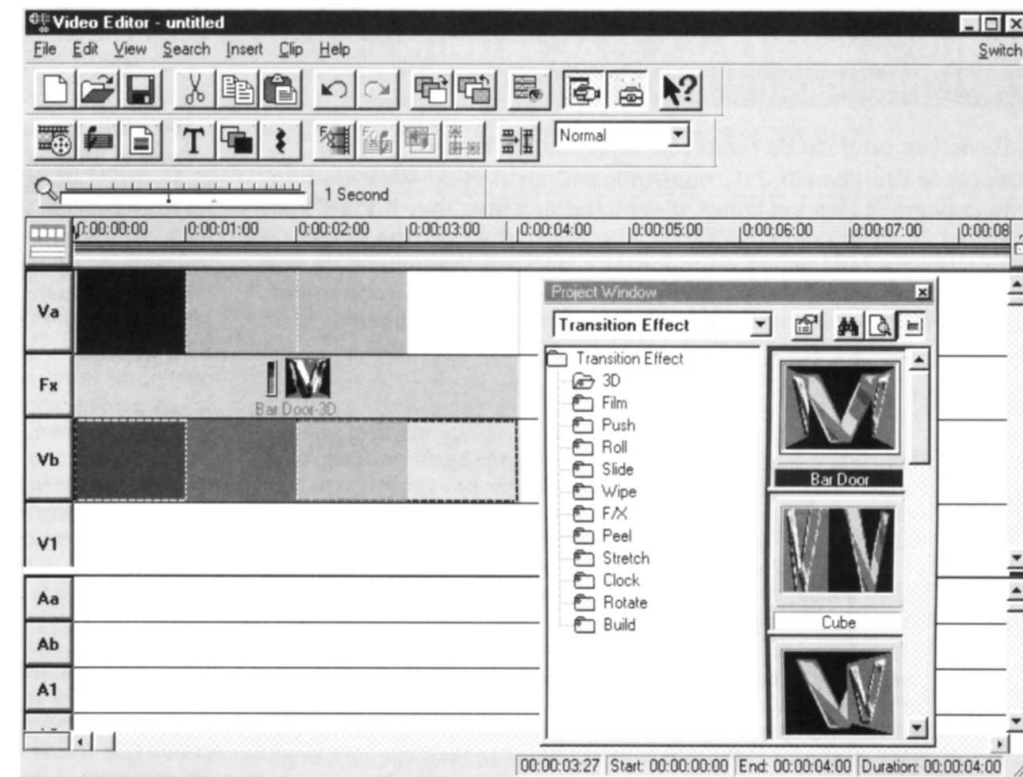 Video Editor - untitled
File Edit View Search Insert Clip Help
Switch
Normal
1 Second
0:00:00:00 0:00:01:00 0:00:02:00 0:00:03:00 0:00:04:00 0:00:05:00 0:00:06:00 0:00:07:00 0:00:08
Va
Fx
Bar Door-3D
Vb
V1
Aa
Ab
A1
Project Window
Transition Effect
Transition Effect
3D
Film
Push
Roll
Slide
Wipe
F/X
Peel
Stretch
Clock
Rotate
Build
Bar Door
Cube
00:00:03:27 Start: 00:00:00:00 End: 00:00:04:00 Duration: 00:00:04:00